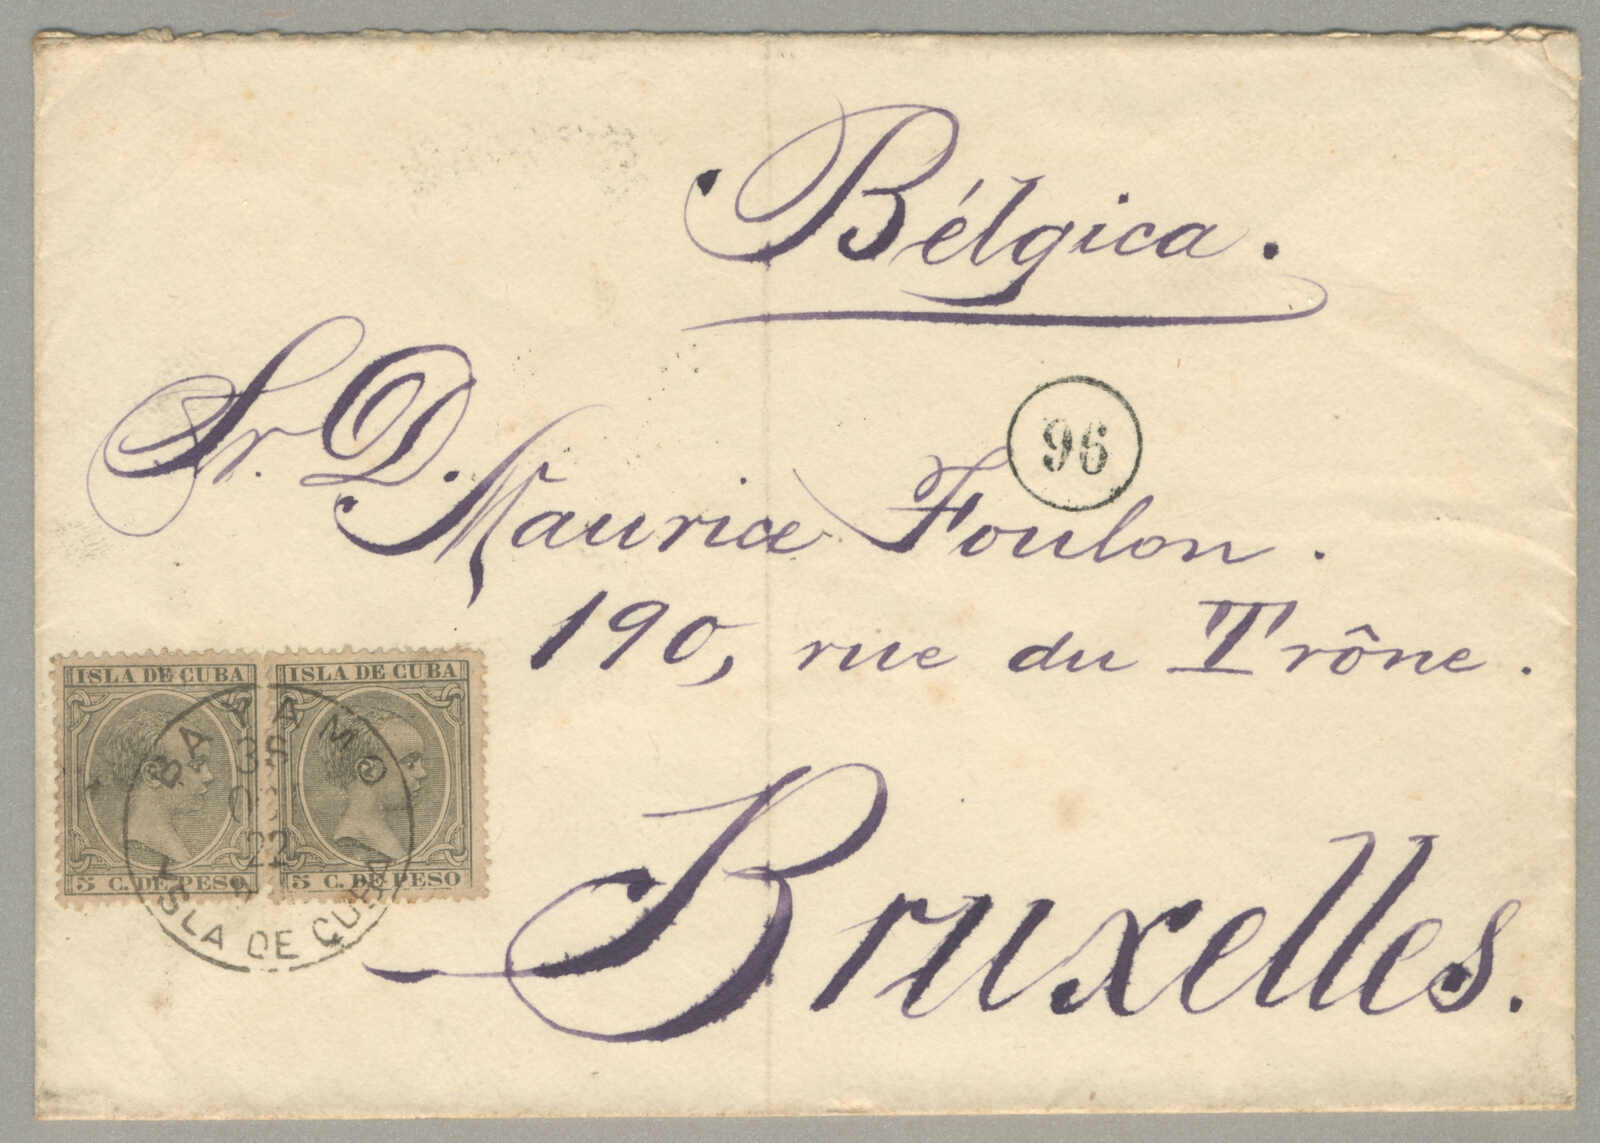 Bélgica.
96
Sr. D.
Maurice Foulon.
190, rue du Trône.
Bruxelles.
ISLA DE CUBA
5 C. DE PESO
ISLA DE CUBA
5 C. DE PESO
BAYAMO
22
ISLA DE CUBA